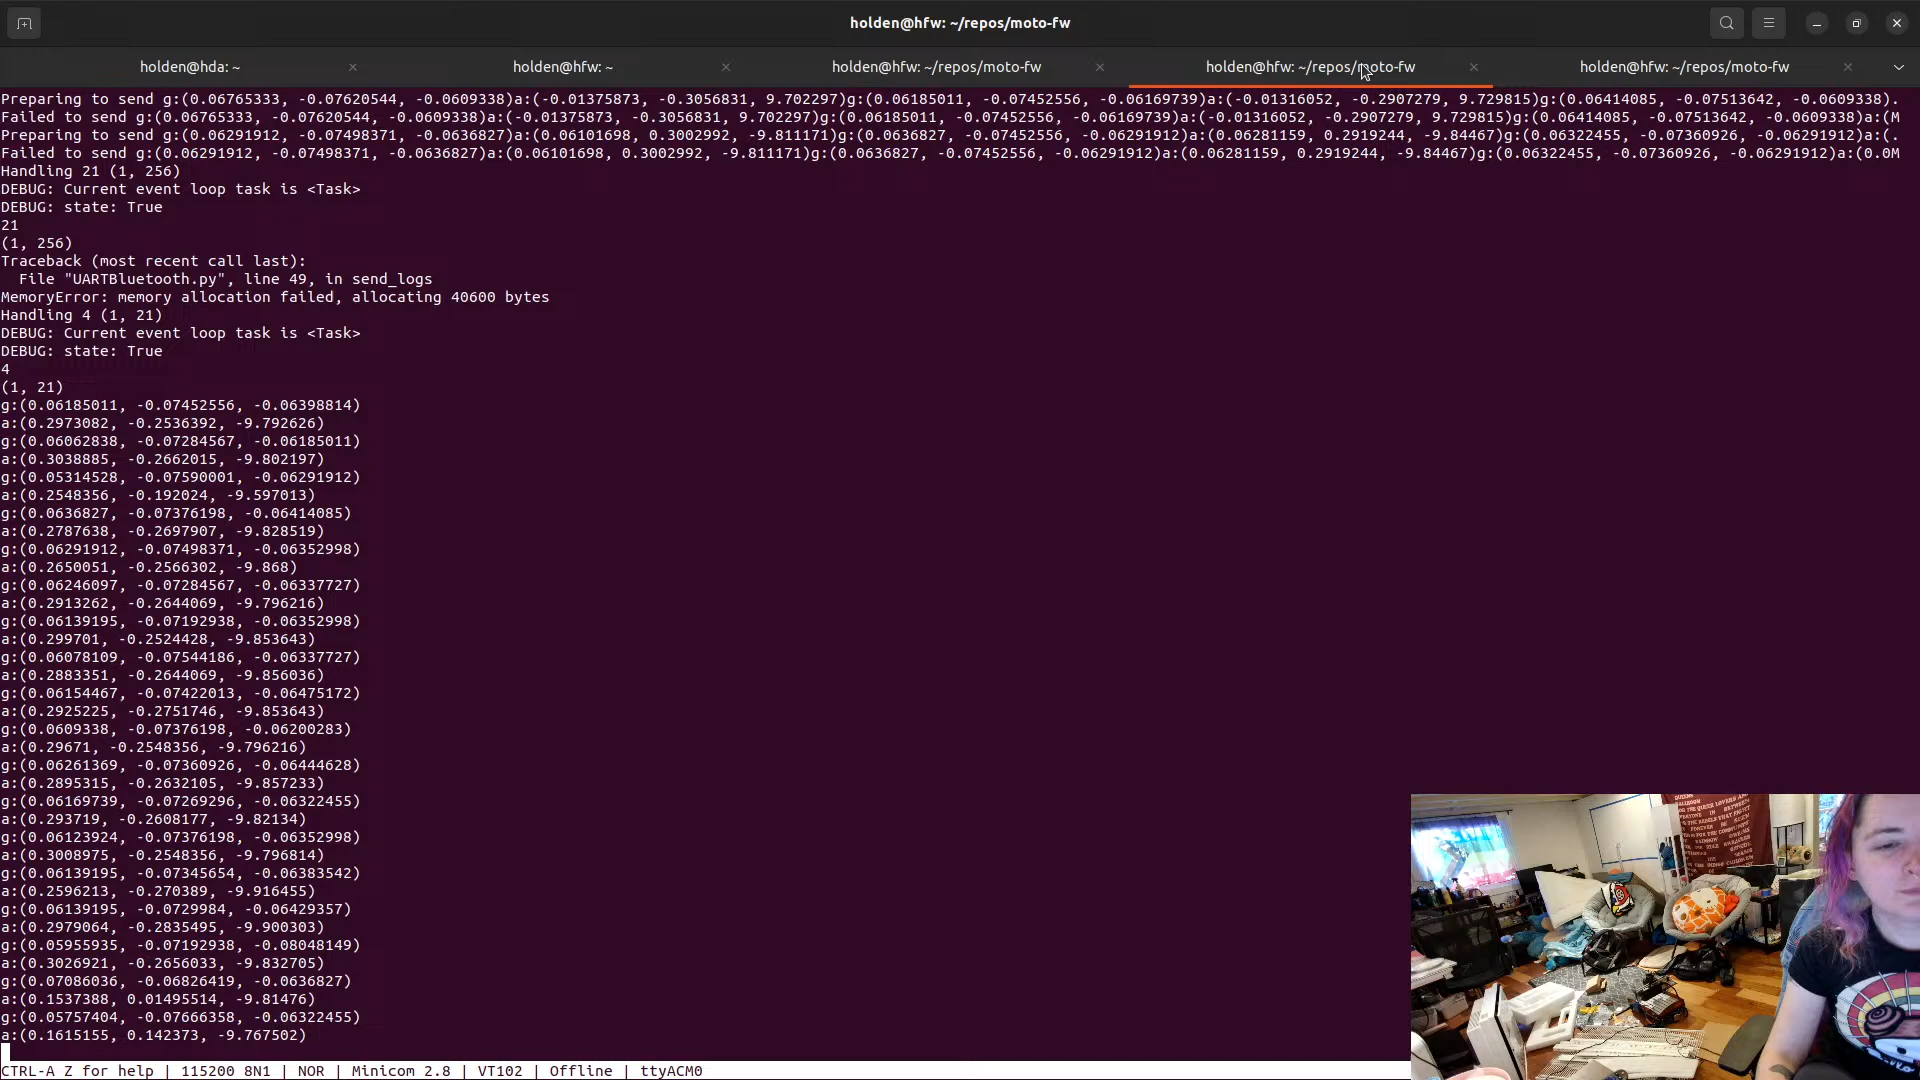 holden@hfw: ~/repos/moto-fw
holden@hda: ~
holden@hfw: ~
holden@hfw: ~/repos/moto-fw
holden@hfw: ~/repos/moto-fw
holden@hfw: ~/repos/moto-fw
Preparing to send g:(0.06765333, -0.07620544, -0.0609338)a:(-0.01375873, -0.3056831, 9.702297)g:(0.06185011, -0.07452556, -0.06169739)a:(-0.01316052, -0.2907279, 9.729815)g:(0.06414085, -0.07513642, -0.0609338).
Failed to send g:(0.06765333, -0.07620544, -0.0609338)a:(-0.01375873, -0.3056831, 9.702297)g:(0.06185011, -0.07452556, -0.06169739)a:(-0.01316052, -0.2907279, 9.729815)g:(0.06414085, -0.07513642, -0.0609338)a:(M
Preparing to send g:(0.06291912, -0.07498371, -0.0636827)a:(0.06101698, 0.3002992, -9.811171)g:(0.0636827, -0.07452556, -0.06291912)a:(0.06281159, 0.2919244, -9.84467)g:(0.06322455, -0.07360926, -0.06291912)a:(.
Failed to send g:(0.06291912, -0.07498371, -0.0636827)a:(0.06101698, 0.3002992, -9.811171)g:(0.0636827, -0.07452556, -0.06291912)a:(0.06281159, 0.2919244, -9.84467)g:(0.06322455, -0.07360926, -0.06291912)a:(0.0M
Handling 21 (1, 256)
DEBUG: Current event loop task is <Task>
DEBUG: state: True
21
(1, 256)
Traceback (most recent call last):
  File "UARTBluetooth.py", line 49, in send_logs
MemoryError: memory allocation failed, allocating 40600 bytes
Handling 4 (1, 21)
DEBUG: Current event loop task is <Task>
DEBUG: state: True
4
(1, 21)
g:(0.06185011, -0.07452556, -0.06398814)
a:(0.2973082, -0.2536392, -9.792626)
g:(0.06062838, -0.07284567, -0.06185011)
a:(0.3038885, -0.2662015, -9.802197)
g:(0.05314528, -0.07590001, -0.06291912)
a:(0.2548356, -0.192024, -9.597013)
g:(0.0636827, -0.07376198, -0.06414085)
a:(0.2787638, -0.2697907, -9.828519)
g:(0.06291912, -0.07498371, -0.06352998)
a:(0.2650051, -0.2566302, -9.868)
g:(0.06246097, -0.07284567, -0.06337727)
a:(0.2913262, -0.2644069, -9.796216)
g:(0.06139195, -0.07192938, -0.06352998)
a:(0.299701, -0.2524428, -9.853643)
g:(0.06078109, -0.07544186, -0.06337727)
a:(0.2883351, -0.2644069, -9.856036)
g:(0.06154467, -0.07422013, -0.06475172)
a:(0.2925225, -0.2751746, -9.853643)
g:(0.0609338, -0.07376198, -0.06200283)
a:(0.29671, -0.2548356, -9.796216)
g:(0.06261369, -0.07360926, -0.06444628)
a:(0.2895315, -0.2632105, -9.857233)
g:(0.06169739, -0.07269296, -0.06322455)
a:(0.293719, -0.2608177, -9.82134)
g:(0.06123924, -0.07376198, -0.06352998)
a:(0.3008975, -0.2548356, -9.796814)
g:(0.06139195, -0.07345654, -0.06383542)
a:(0.2596213, -0.270389, -9.916455)
g:(0.06139195, -0.0729984, -0.06429357)
a:(0.2979064, -0.2835495, -9.900303)
g:(0.05955935, -0.07192938, -0.08048149)
a:(0.3026921, -0.2656033, -9.832705)
g:(0.07086036, -0.06826419, -0.0636827)
a:(0.1537388, 0.01495514, -9.81476)
g:(0.05757404, -0.07666358, -0.06322455)
a:(0.1615155, 0.142373, -9.767502)
CTRL-A Z for help | 115200 8N1 | NOR | Minicom 2.8 | VT102 | Offline | ttyACM0